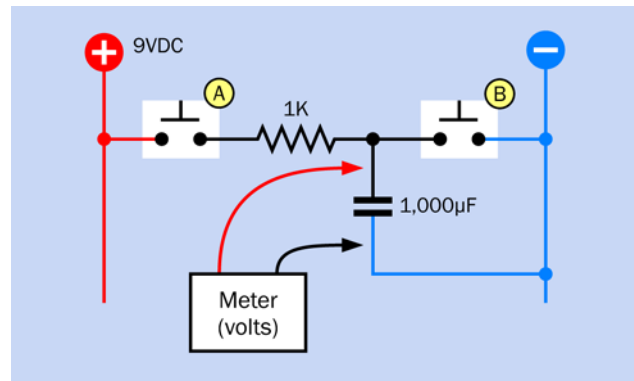 +
9VDC
−
A
B
1K
1,000µF
Meter
(volts)